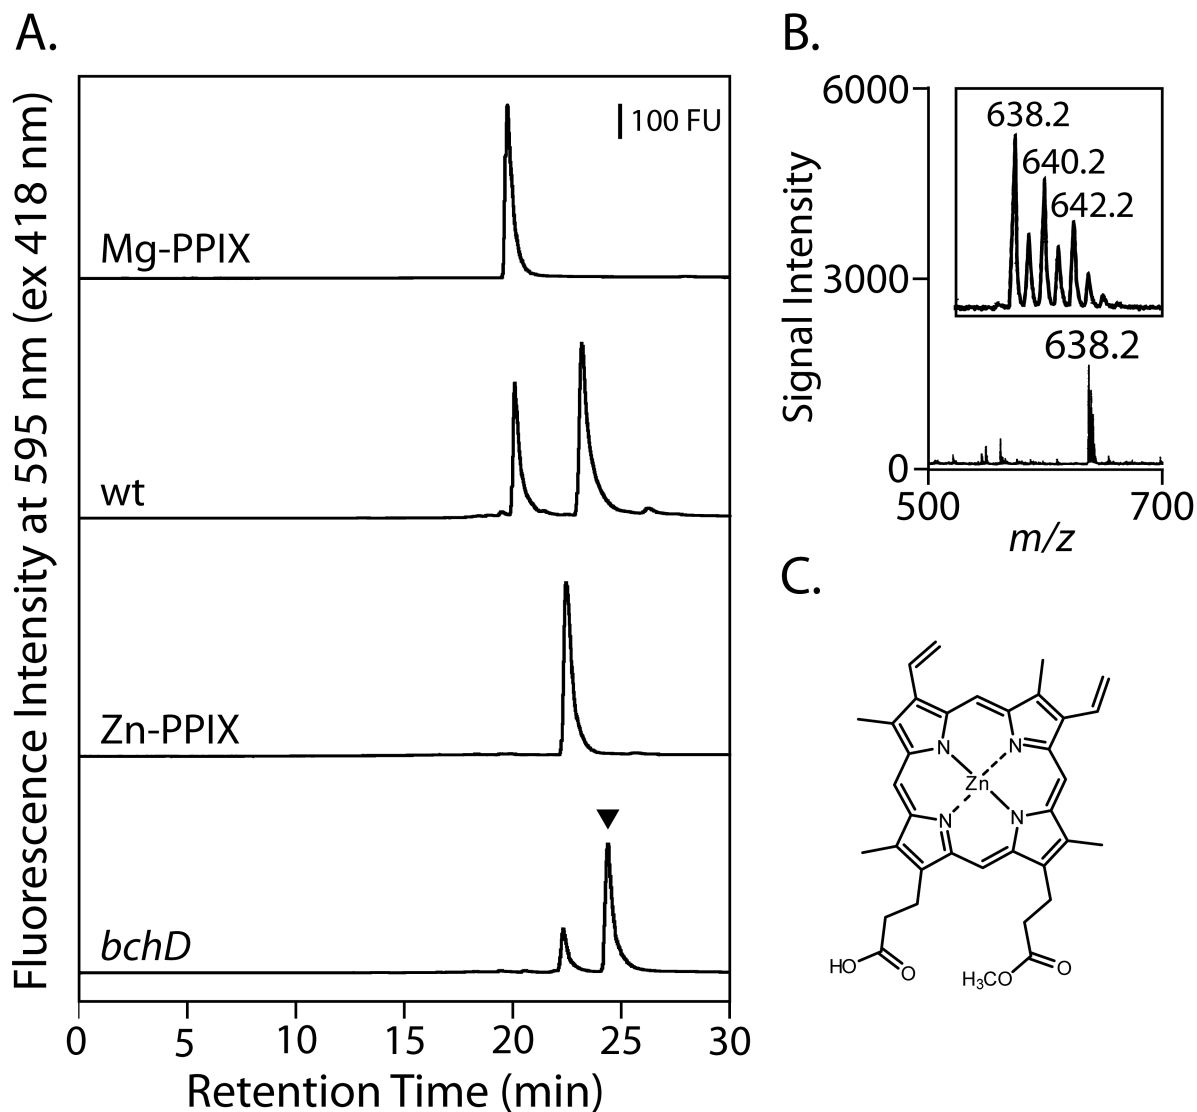 A.
Fluorescence Intensity at 595 nm (ex 418 nm)
100 FU
Mg-PPIX
wt
Zn-PPIX
bchD
0 5 10 15 20 25 30
Retention Time (min)
B.
Signal Intensity
6000
3000
0
638.2
640.2
642.2
638.2
500 700
m/z
C.
N N
Zn
N N
HO O
H₃CO O